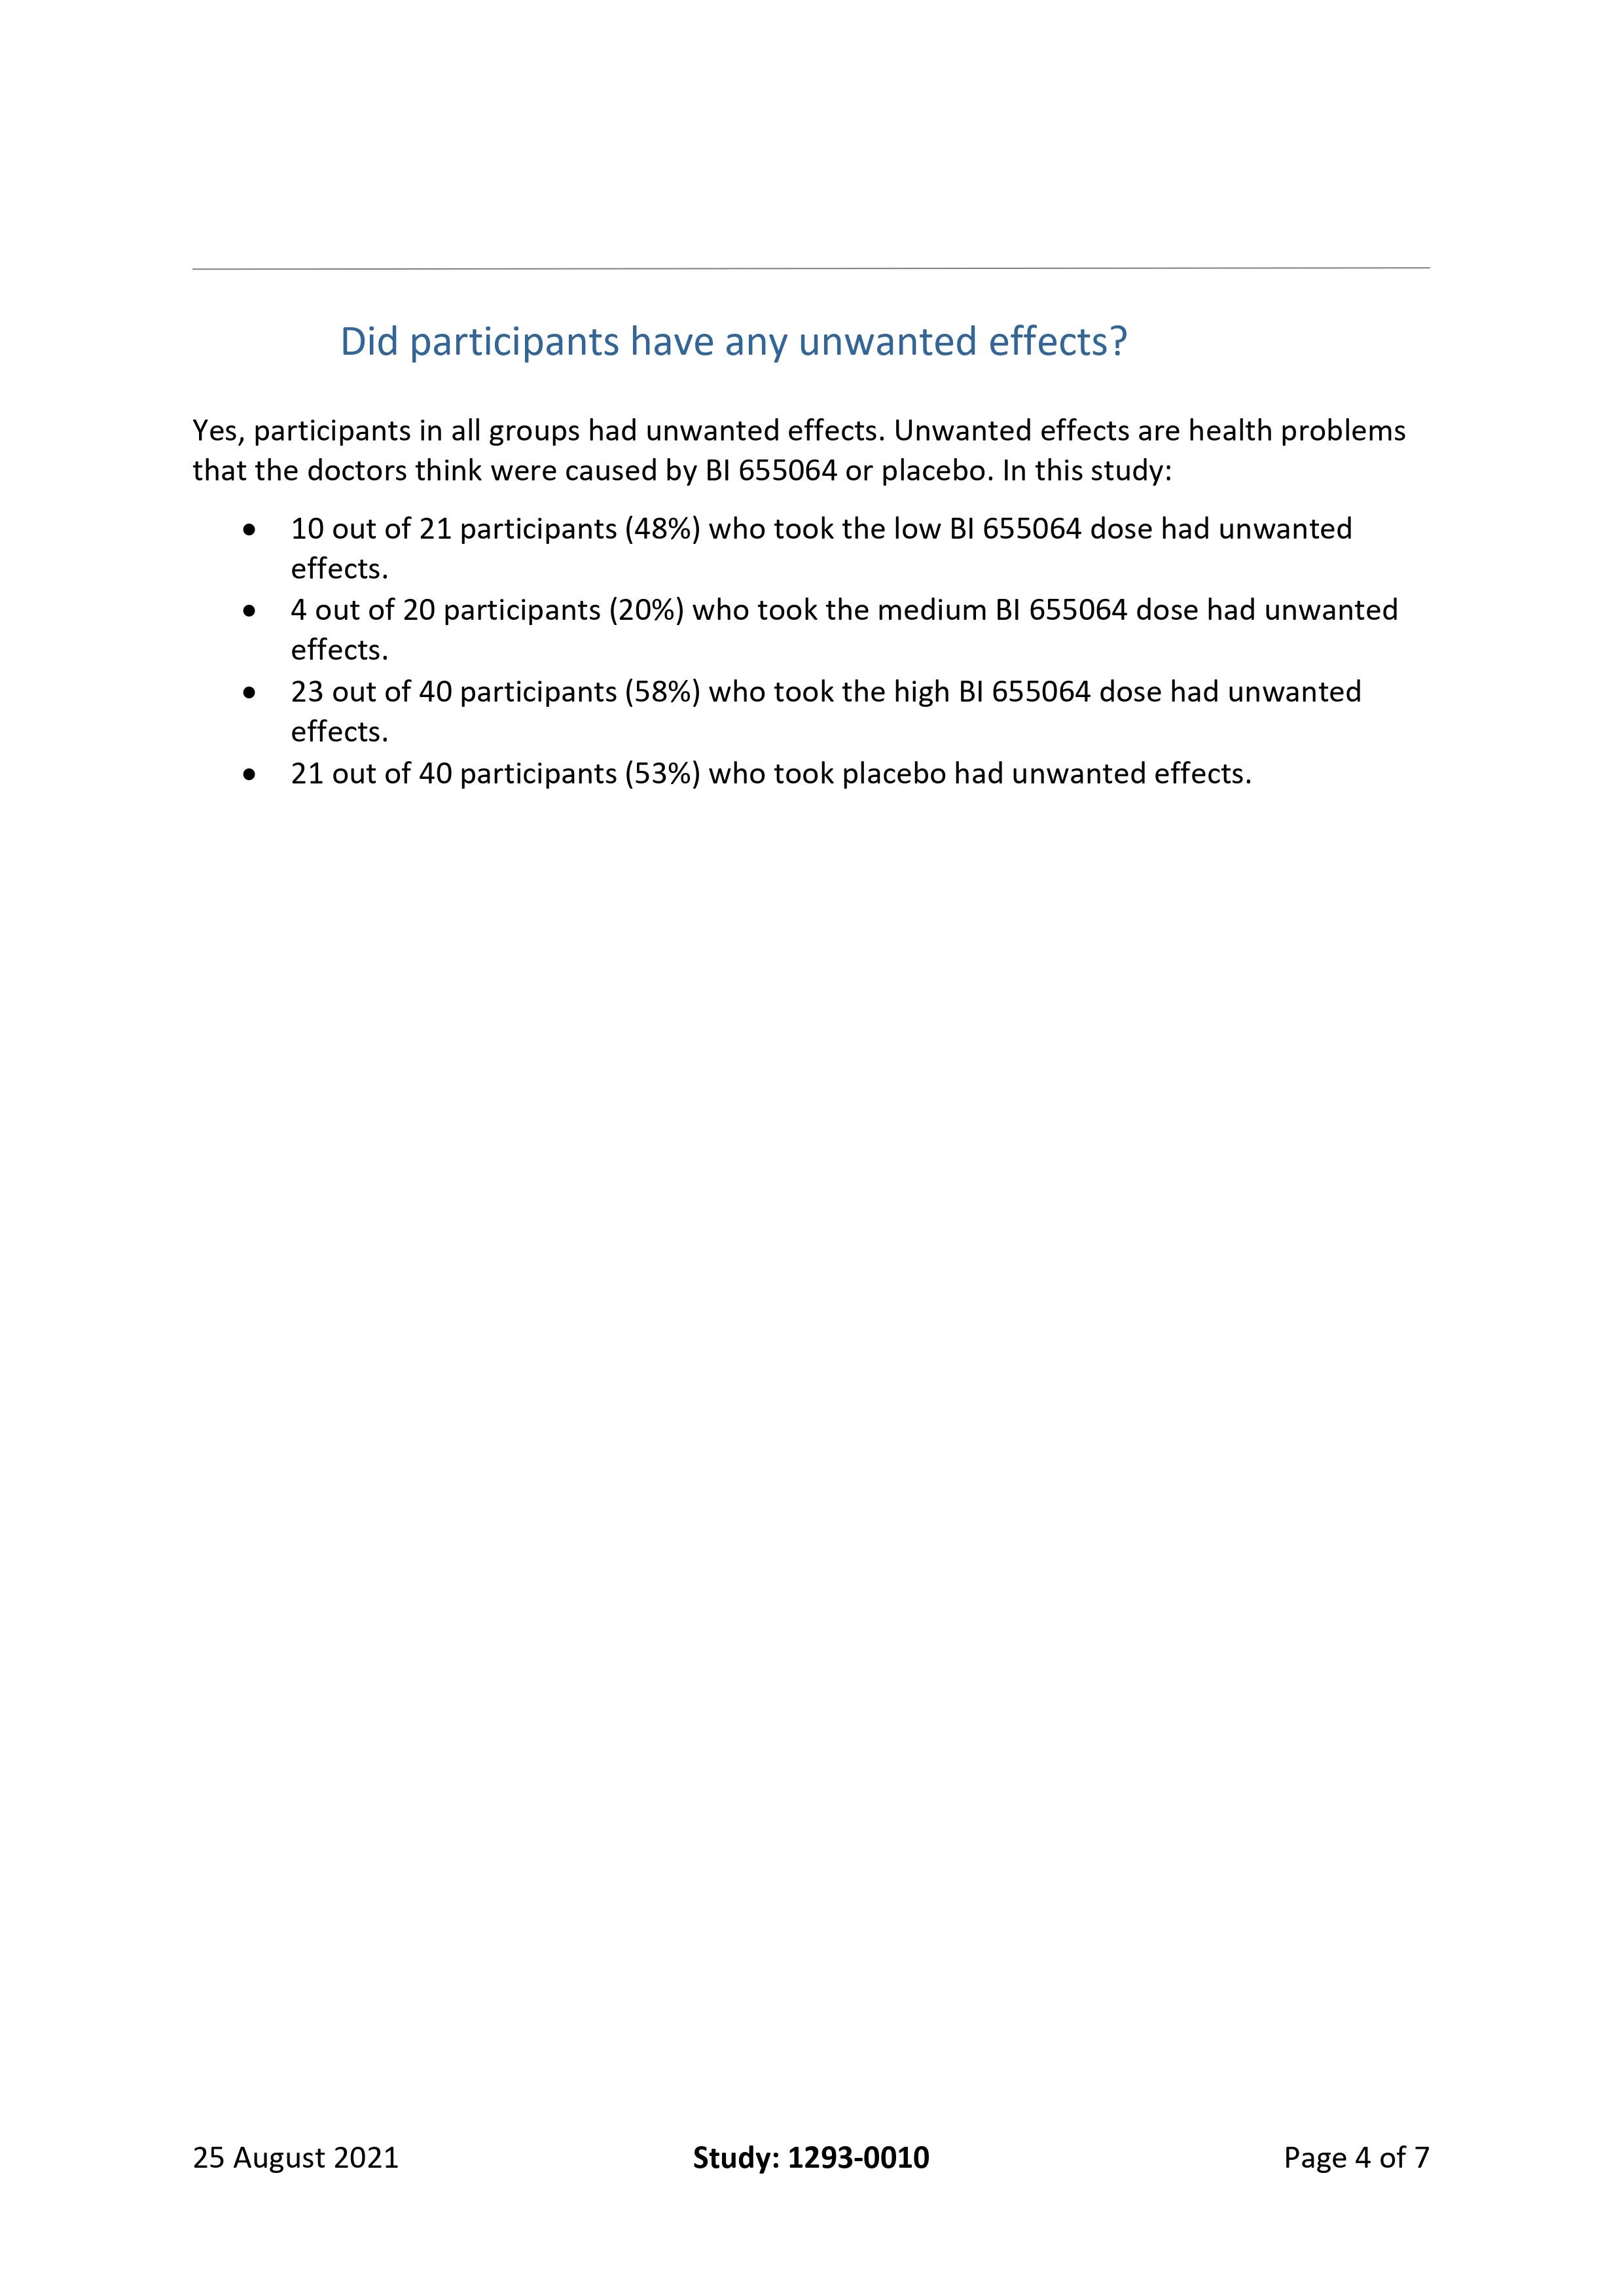 Did participants have any unwanted effects?
Yes, participants in all groups had unwanted effects. Unwanted effects are health problems
that the doctors think were caused by BI 655064 or placebo. In this study:
• 10 out of 21 participants (48%) who took the low BI 655064 dose had unwanted
effects.
• 4 out of 20 participants (20%) who took the medium BI 655064 dose had unwanted
effects.
• 23 out of 40 participants (58%) who took the high BI 655064 dose had unwanted
effects.
• 21 out of 40 participants (53%) who took placebo had unwanted effects.
25 August 2021 Study: 1293-0010 Page 4 of 7